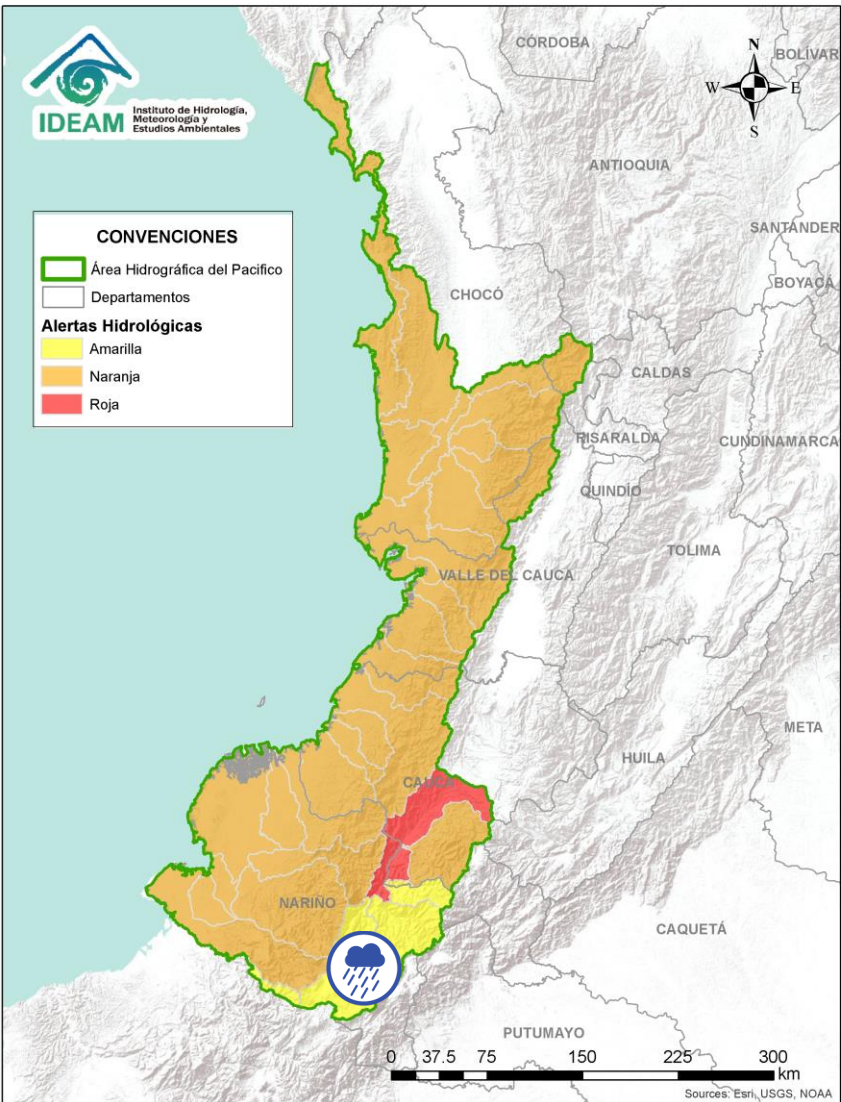 IDEAM
Instituto de Hidrología,
Meteorología y
Estudios Ambientales
N
W
E
S
CÓRDOBA
BOLÍVAR
ANTIOQUIA
SANTANDER
BOYACÁ
CHOCÓ
CALDAS
RISARALDA
CUNDINAMARCA
QUINDÍO
TOLIMA
VALLE DEL CAUCA
META
HUILA
CAUCA
NARIÑO
CAQUETÁ
PUTUMAYO
CONVENCIONES
Área Hidrográfica del Pacifico
Departamentos
Alertas Hidrológicas
Amarilla
Naranja
Roja
0 37.5 75 150 225 300
km
Sources: Esri, USGS, NOAA